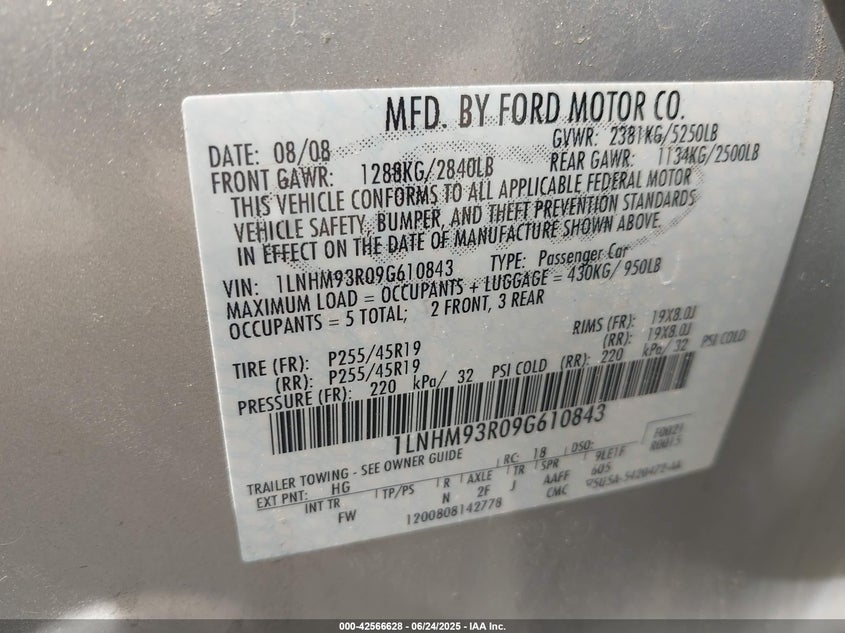 MFD. BY FORD MOTOR CO.
DATE: 08/08 GVWR: 2381KG/5250LB
FRONT GAWR: 1288KG/2840LB REAR GAWR: 1134KG/2500LB
THIS VEHICLE CONFORMS TO ALL APPLICABLE FEDERAL MOTOR
VEHICLE SAFETY, BUMPER, AND THEFT PREVENTION STANDARDS
IN EFFECT ON THE DATE OF MANUFACTURE SHOWN ABOVE
VIN: 1LNHM93R09G610843 TYPE: Passenger Car
MAXIMUM LOAD = OCCUPANTS + LUGGAGE = 430KG/ 950LB
OCCUPANTS = 5 TOTAL; 2 FRONT, 3 REAR
TIRE (FR): P255/45R19 RIMS (FR): 19X8.0J
(RR): P255/45R19 (RR): 19X8.0J
PRESSURE (FR): 220 kPa/ 32 PSI COLD (RR): 220 kPa/ 32 PSI COLD
1LNHM93R09G610843
TRAILER TOWING - SEE OWNER GUIDE RC: 18 DSO: F0021
R0015
EXT PNT: HG TP/PS R AXLE TR SPR 9LE1F
INT TR FW N 2F J AAFF 605
1200808142778 CMC
000-42566628 - 06/24/2025 - IAA Inc.